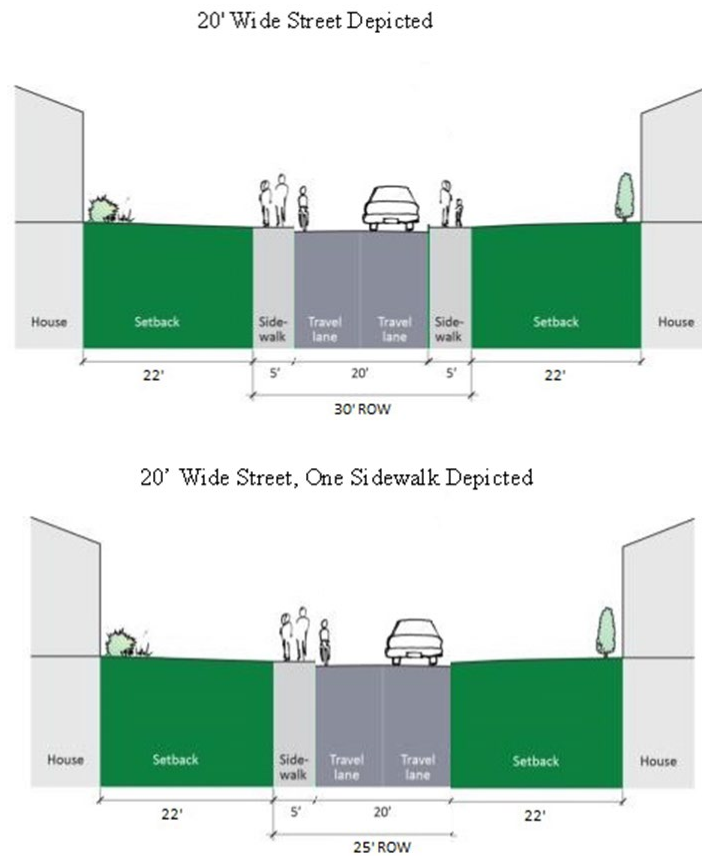 20' Wide Street Depicted
House
Setback
Side-
walk
Travel
lane
Travel
lane
Side-
walk
Setback
House
22'
5'
20'
5'
22'
30' ROW
20’ Wide Street, One Sidewalk Depicted
House
Setback
Side-
walk
Travel
lane
Travel
lane
Setback
House
22'
5'
20'
22'
25' ROW